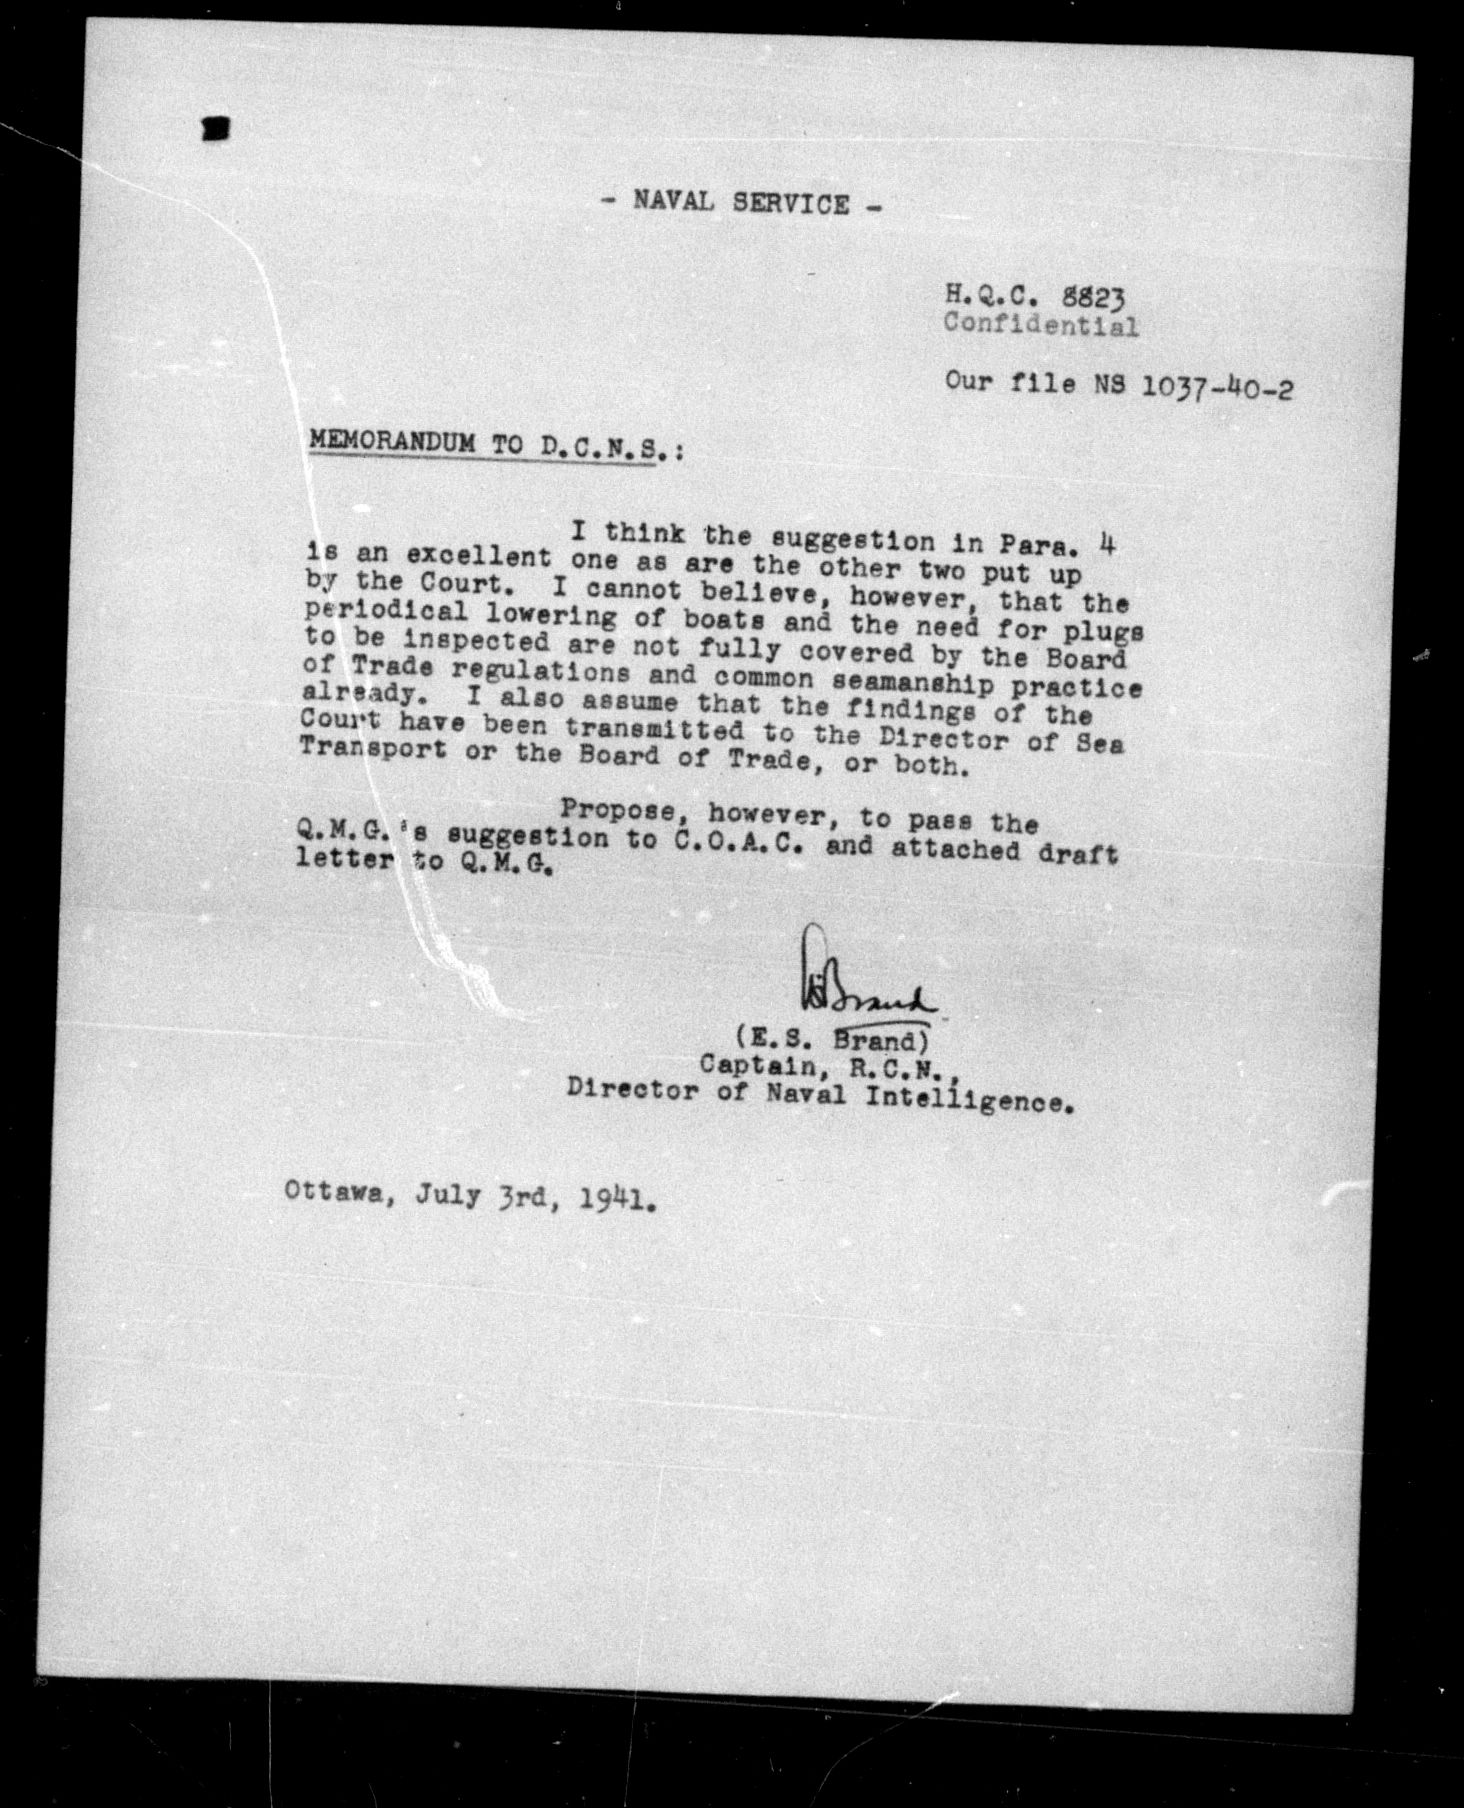 - NAVAL SERVICE -
H.Q.C. 8823
Confidential
Our file NS 1037-40-2
MEMORANDUM TO D.C.N.S.:
I think the suggestion in Para. 4
is an excellent one as are the other two put up
by the Court. I cannot believe, however, that the
periodical lowering of boats and the need for plugs
to be inspected are not fully covered by the Board
of Trade regulations and common seamanship practice
already. I also assume that the findings of the
Court have been transmitted to the Director of Sea
Transport or the Board of Trade, or both.
Propose, however, to pass the
Q.M.G.'s suggestion to C.O.A.C. and attached draft
letter to Q.M.G.
ESBrand
(E.S. Brand)
Captain, R.C.N.,
Director of Naval Intelligence.
Ottawa, July 3rd, 1941.